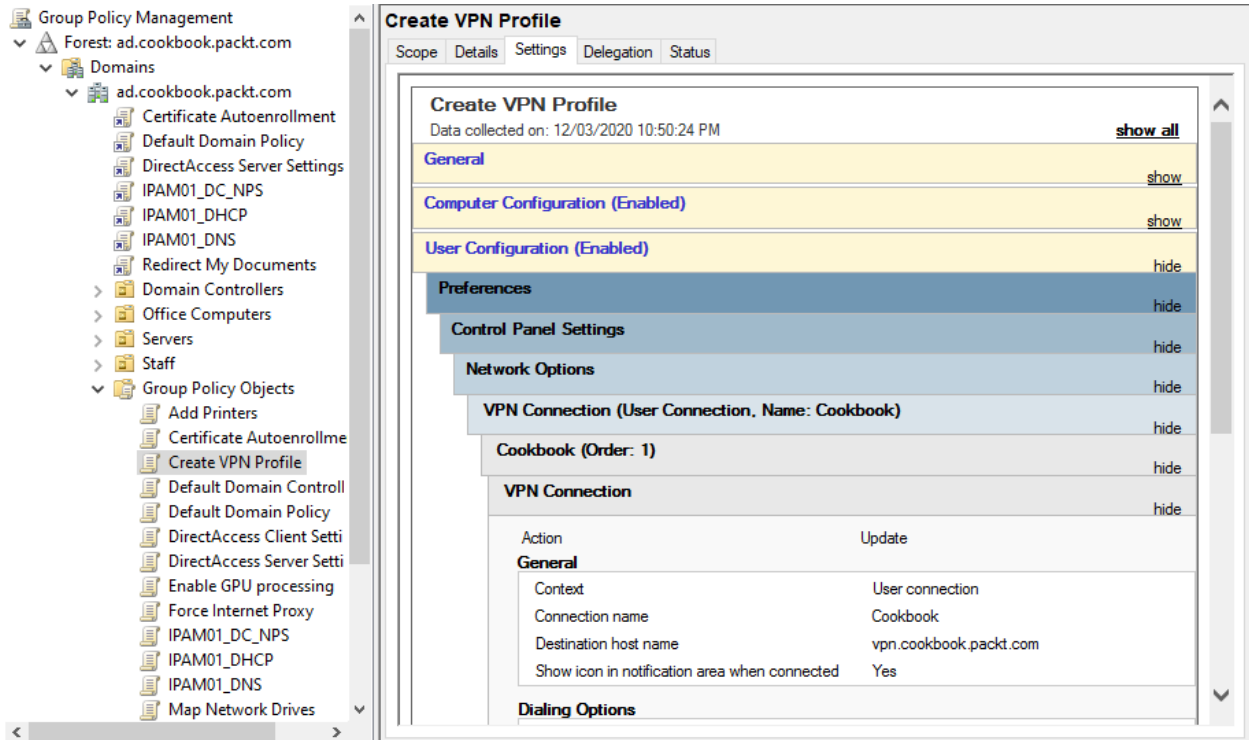 Group Policy Management
Forest: ad.cookbook.packt.com
Domains
ad.cookbook.packt.com
Certificate Autoenrollment
Default Domain Policy
DirectAccess Server Settings
IPAM01_DC_NPS
IPAM01_DHCP
IPAM01_DNS
Redirect My Documents
Domain Controllers
Office Computers
Servers
Staff
Group Policy Objects
Add Printers
Certificate Autoenrollme
Create VPN Profile
Default Domain Controll
Default Domain Policy
DirectAccess Client Setti
DirectAccess Server Setti
Enable GPU processing
Force Internet Proxy
IPAM01_DC_NPS
IPAM01_DHCP
IPAM01_DNS
Map Network Drives
Create VPN Profile
Scope Details Settings Delegation Status
Create VPN Profile
Data collected on: 12/03/2020 10:50:24 PM show all
General
show
Computer Configuration (Enabled)
show
User Configuration (Enabled)
hide
Preferences
hide
Control Panel Settings
hide
Network Options
hide
VPN Connection (User Connection, Name: Cookbook)
hide
Cookbook (Order: 1)
hide
VPN Connection
hide
Action Update
General
Context User connection
Connection name Cookbook
Destination host name vpn.cookbook.packt.com
Show icon in notification area when connected Yes
Dialing Options